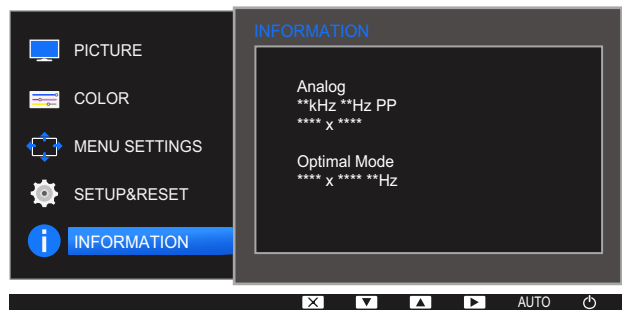 PICTURE
COLOR
MENU SETTINGS
SETUP&RESET
INFORMATION
INFORMATION
Analog
**kHz **Hz PP
**** x ****
Optimal Mode
**** x **** **Hz
AUTO